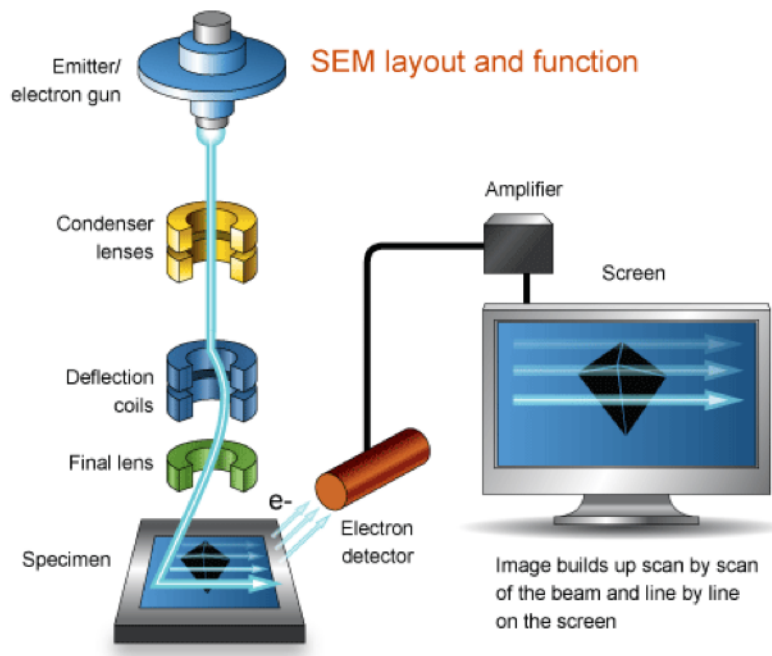 SEM layout and function
Emitter/
electron gun
Condenser
lenses
Deflection
coils
Final lens
Specimen
e-
Electron
detector
Amplifier
Screen
Image builds up scan by scan
of the beam and line by line
on the screen